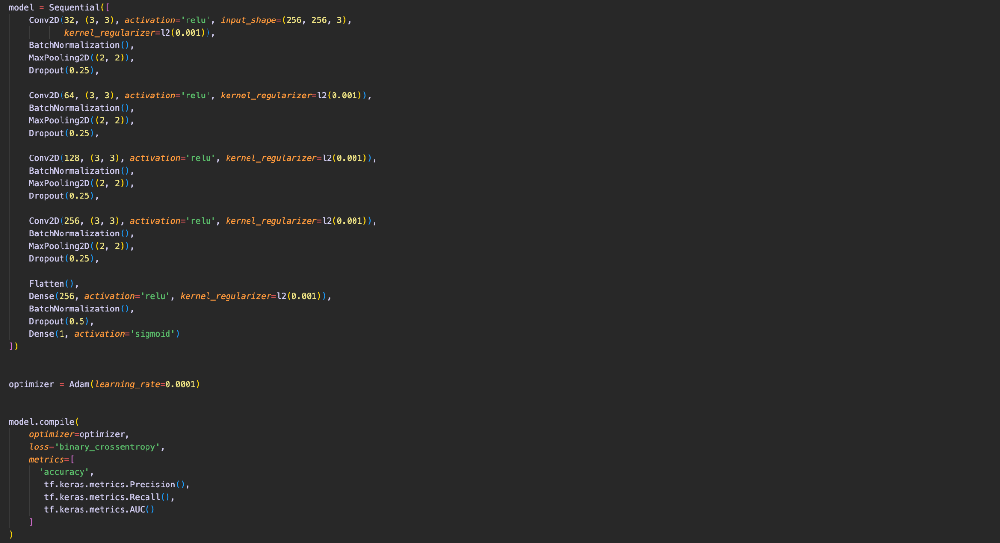 model = Sequential([
    Conv2D(32, (3, 3), activation='relu', input_shape=(256, 256, 3),
           kernel_regularizer=l2(0.001)),
    BatchNormalization(),
    MaxPooling2D((2, 2)),
    Dropout(0.25),

    Conv2D(64, (3, 3), activation='relu', kernel_regularizer=l2(0.001)),
    BatchNormalization(),
    MaxPooling2D((2, 2)),
    Dropout(0.25),

    Conv2D(128, (3, 3), activation='relu', kernel_regularizer=l2(0.001)),
    BatchNormalization(),
    MaxPooling2D((2, 2)),
    Dropout(0.25),

    Conv2D(256, (3, 3), activation='relu', kernel_regularizer=l2(0.001)),
    BatchNormalization(),
    MaxPooling2D((2, 2)),
    Dropout(0.25),

    Flatten(),
    Dense(256, activation='relu', kernel_regularizer=l2(0.001)),
    BatchNormalization(),
    Dropout(0.5),
    Dense(1, activation='sigmoid')
])

optimizer = Adam(learning_rate=0.0001)

model.compile(
    optimizer=optimizer,
    loss='binary_crossentropy',
    metrics=[
      'accuracy',
       tf.keras.metrics.Precision(),
       tf.keras.metrics.Recall(),
       tf.keras.metrics.AUC()
    ]
)